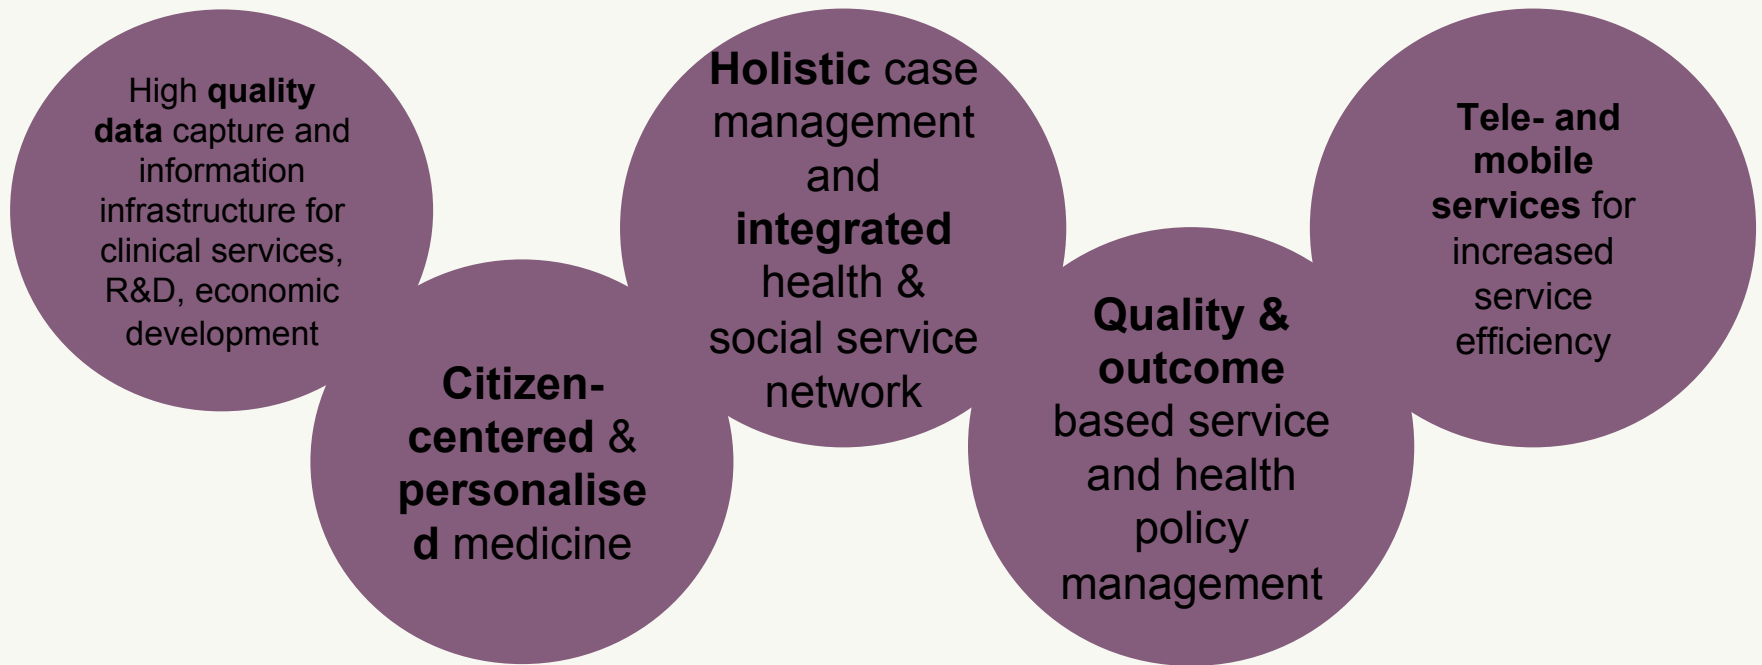 High quality
data capture and
information
infrastructure for
clinical services,
R&D, economic
development
Citizen-
centered &
personalise
d medicine
Holistic case
management
and
integrated
health &
social service
network
Quality &
outcome
based service
and health
policy
management
Tele- and
mobile
services for
increased
service
efficiency